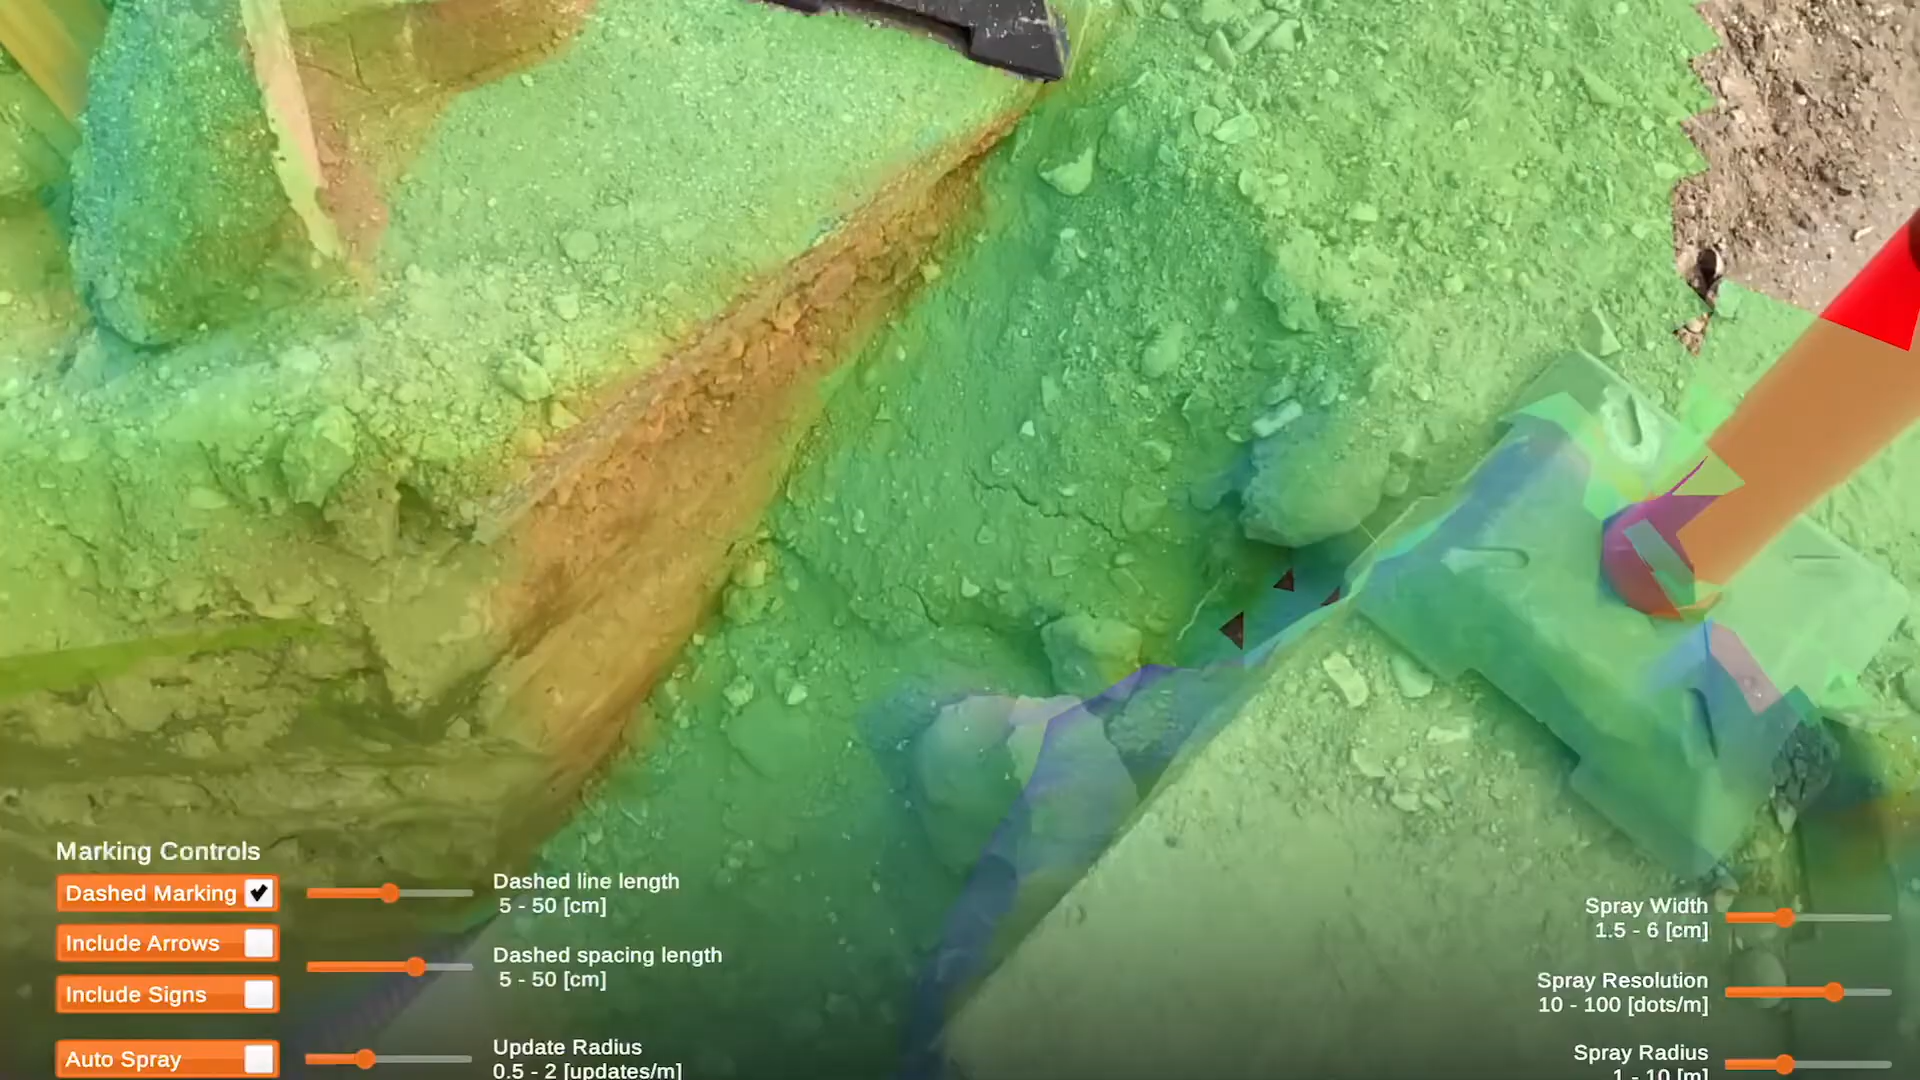 Marking Controls
Dashed Marking
Dashed line length
5 - 50 [cm]
Include Arrows
Dashed spacing length
5 - 50 [cm]
Include Signs
Auto Spray
Update Radius
0.5 - 2 [updates/m]
Spray Width
1.5 - 6 [cm]
Spray Resolution
10 - 100 [dots/m]
Spray Radius
1 - 10 [m]